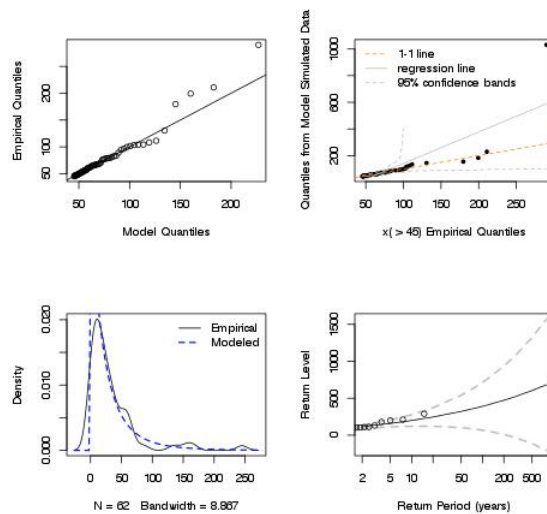 Empirical Quantiles
200
100
50
50
100
150
200
Model Quantiles
Quantiles from Model Simulated Data
1000
600
200
1-1 line
regression line
95% confidence bands
50
100
150
200
250
x( > 45) Empirical Quantiles
Density
0.020
0.010
0.000
Empirical
Modeled
0
50
100
150
200
250
N = 62 Bandwidth = 8.867
Return Level
1500
1000
500
0
2
5
10
50
200
500
Return Period (years)